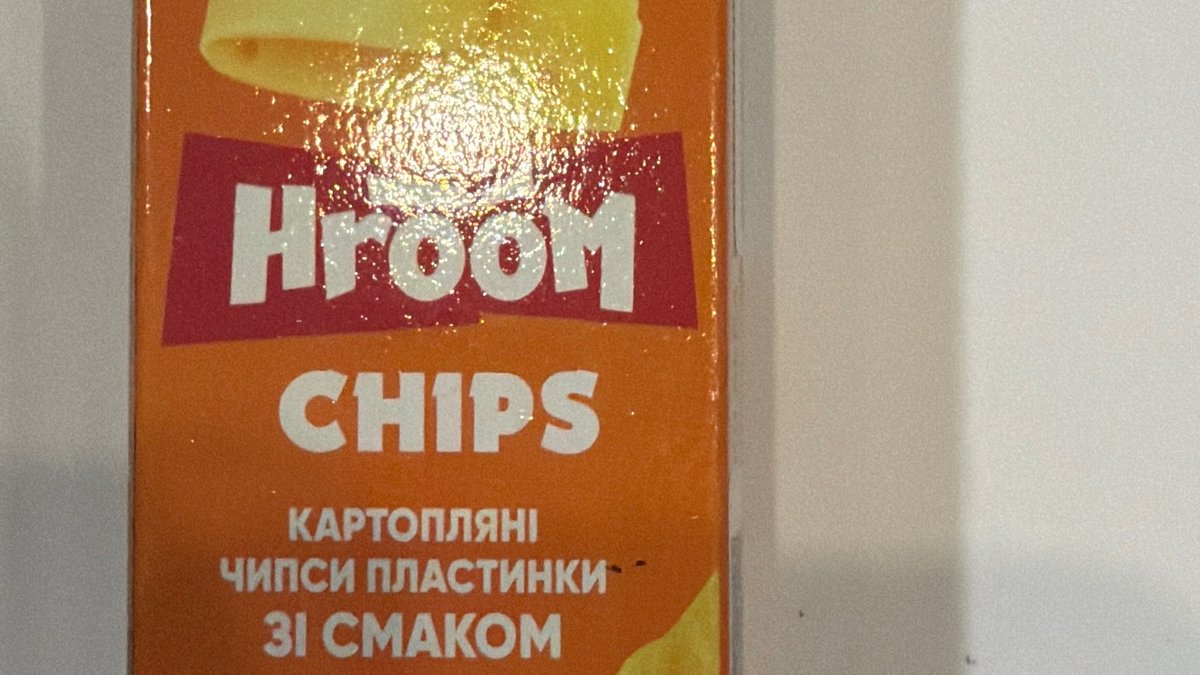 Hroom
CHIPS
КАРТОПЛЯНІ
ЧИПСИ ПЛАСТИНКИ
ЗІ СМАКОМ